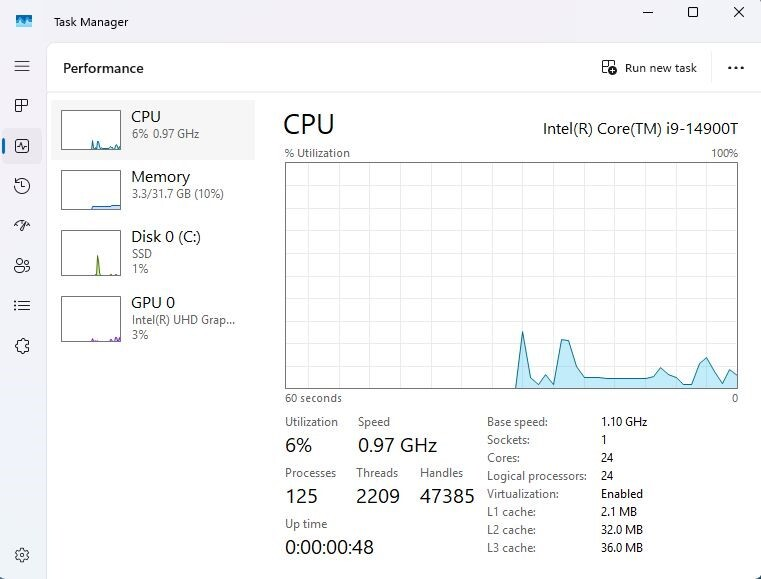 Task Manager
Performance
Run new task
CPU
6% 0.97 GHz
Memory
3.3/31.7 GB (10%)
Disk 0 (C:)
SSD
1%
GPU 0
Intel(R) UHD Grap...
3%
CPU
Intel(R) Core(TM) i9-14900T
% Utilization 100%
60 seconds 0
Utilization Speed
6% 0.97 GHz
Processes Threads Handles
125 2209 47385
Up time
0:00:00:48
Base speed: 1.10 GHz
Sockets: 1
Cores: 24
Logical processors: 24
Virtualization: Enabled
L1 cache: 2.1 MB
L2 cache: 32.0 MB
L3 cache: 36.0 MB